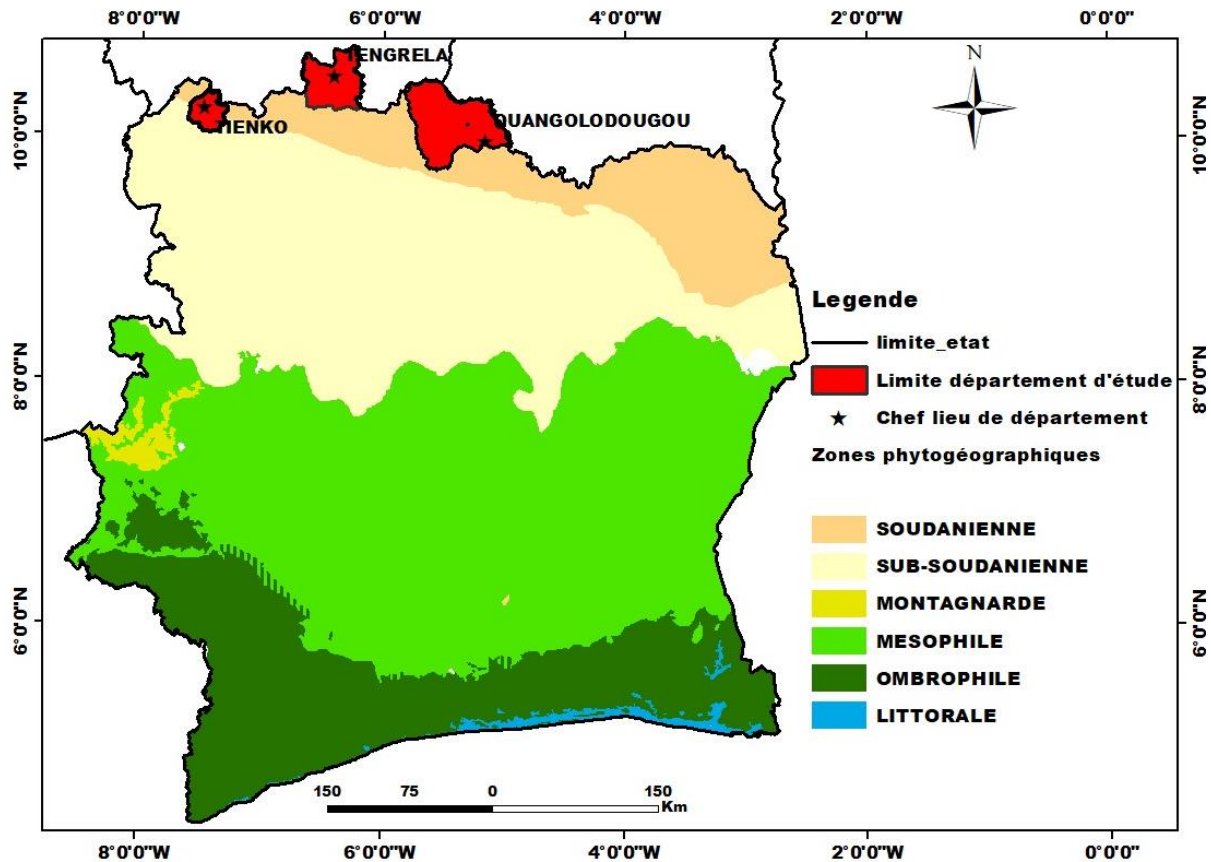 8°0'0"W 6°0'0"W 4°0'0"W 2°0'0"W 0°0'0"
N
TENGRELA
TIENKO
OUANGOLODOUGOU
10°0'0"N
10°0'0"N
8°0'0"N
8°0'0"N
6°0'0"N
6°0'0"N
Legende
limite_etat
Limite département d'étude
Chef lieu de département
Zones phytogéographiques
SOUDANIENNE
SUB-SOUDANIENNE
MONTAGNARDE
MESOPHILE
OMBROPHILE
LITTORALE
150 75 0 150
Km
8°0'0"W 6°0'0"W 4°0'0"W 2°0'0"W 0°0'0"